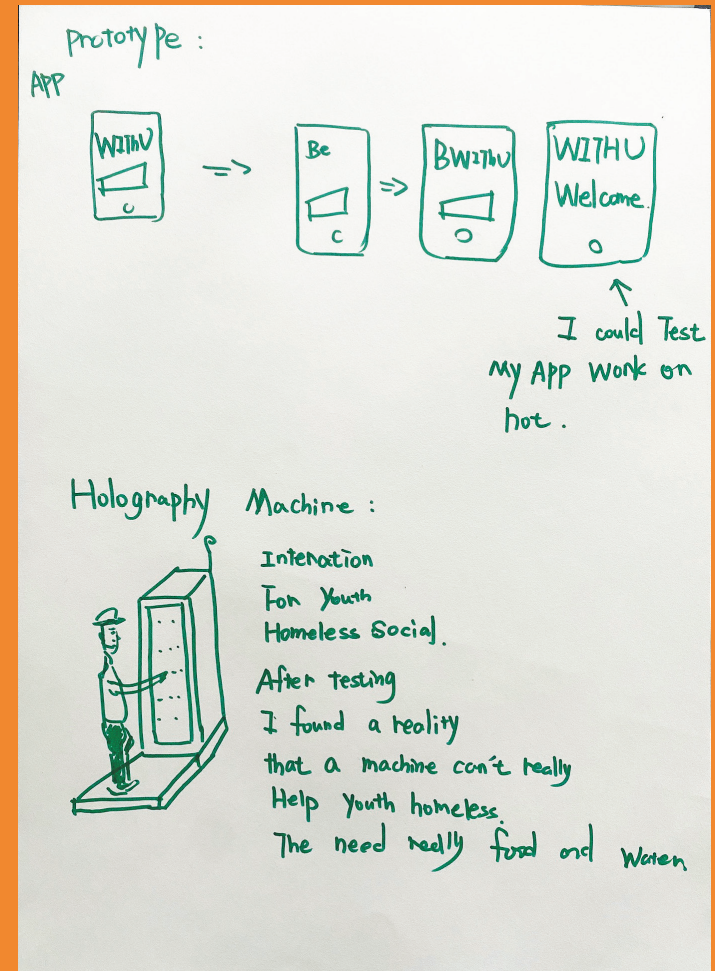 Prototype :
APP
WIThU
Be
BWIThU
WITHU
Welcome.
I could Test
My APP Work on
hot .
Holography Machine :
Interation
For Youth
Homeless Social.
After testing
I found a reality
that a machine can't really
Help Youth homeless.
The need really food and Water